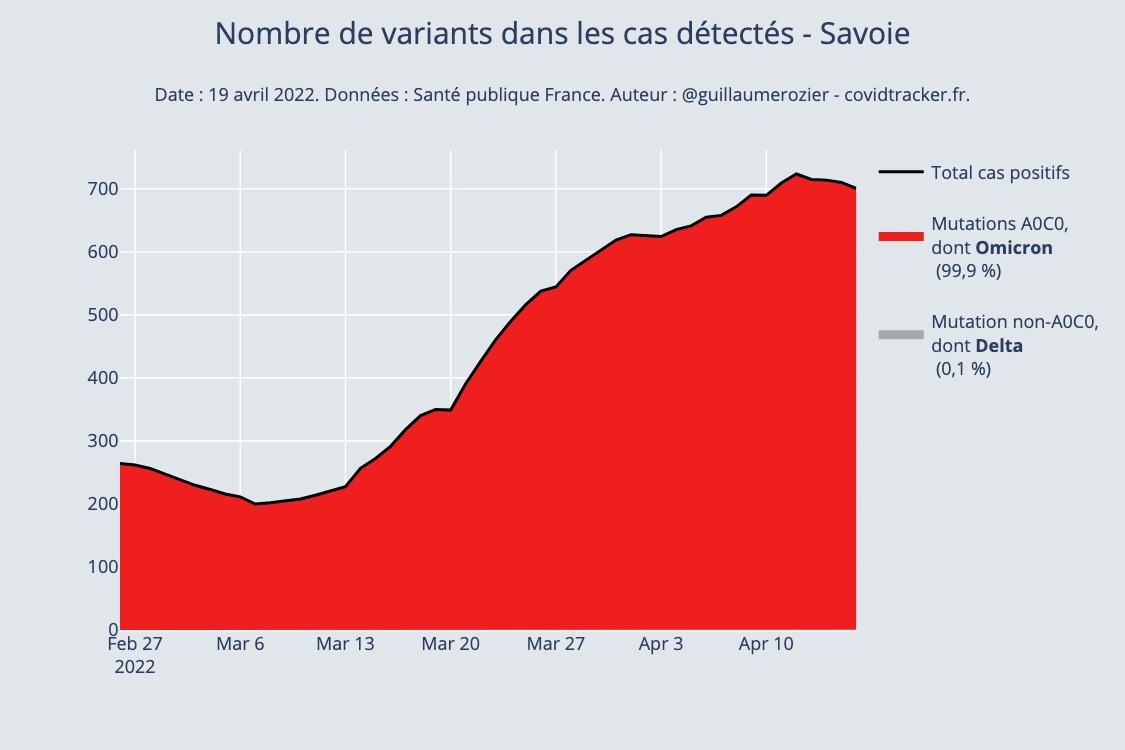 Nombre de variants dans les cas détectés - Savoie
Date : 19 avril 2022. Données : Santé publique France. Auteur : @guillaumerozier - covidtracker.fr.
700
600
500
400
300
200
100
0
Feb 27
2022
Mar 6
Mar 13
Mar 20
Mar 27
Apr 3
Apr 10
Total cas positifs
Mutations A0C0,
dont Omicron
(99,9 %)
Mutation non-A0C0,
dont Delta
(0,1 %)